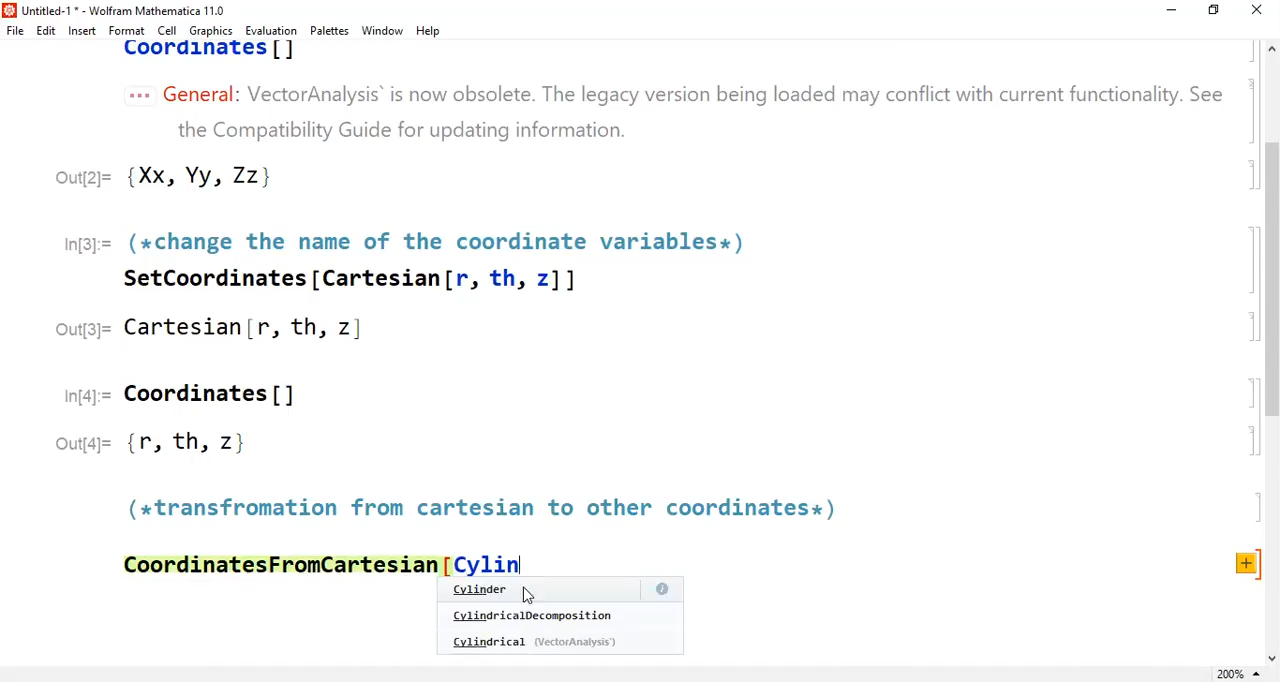 Untitled-1 * - Wolfram Mathematica 11.0
File Edit Insert Format Cell Graphics Evaluation Palettes Window Help
Coordinates[]
General: VectorAnalysis` is now obsolete. The legacy version being loaded may conflict with current functionality. See
the Compatibility Guide for updating information.
Out[2]= {Xx, Yy, Zz}
In[3]:= (*change the name of the coordinate variables*)
SetCoordinates[Cartesian[r, th, z]]
Out[3]= Cartesian[r, th, z]
In[4]:= Coordinates[]
Out[4]= {r, th, z}
(*transfromation from cartesian to other coordinates*)
CoordinatesFromCartesian[Cylin
Cylinder
CylindricalDecomposition
Cylindrical (VectorAnalysis`)
200%